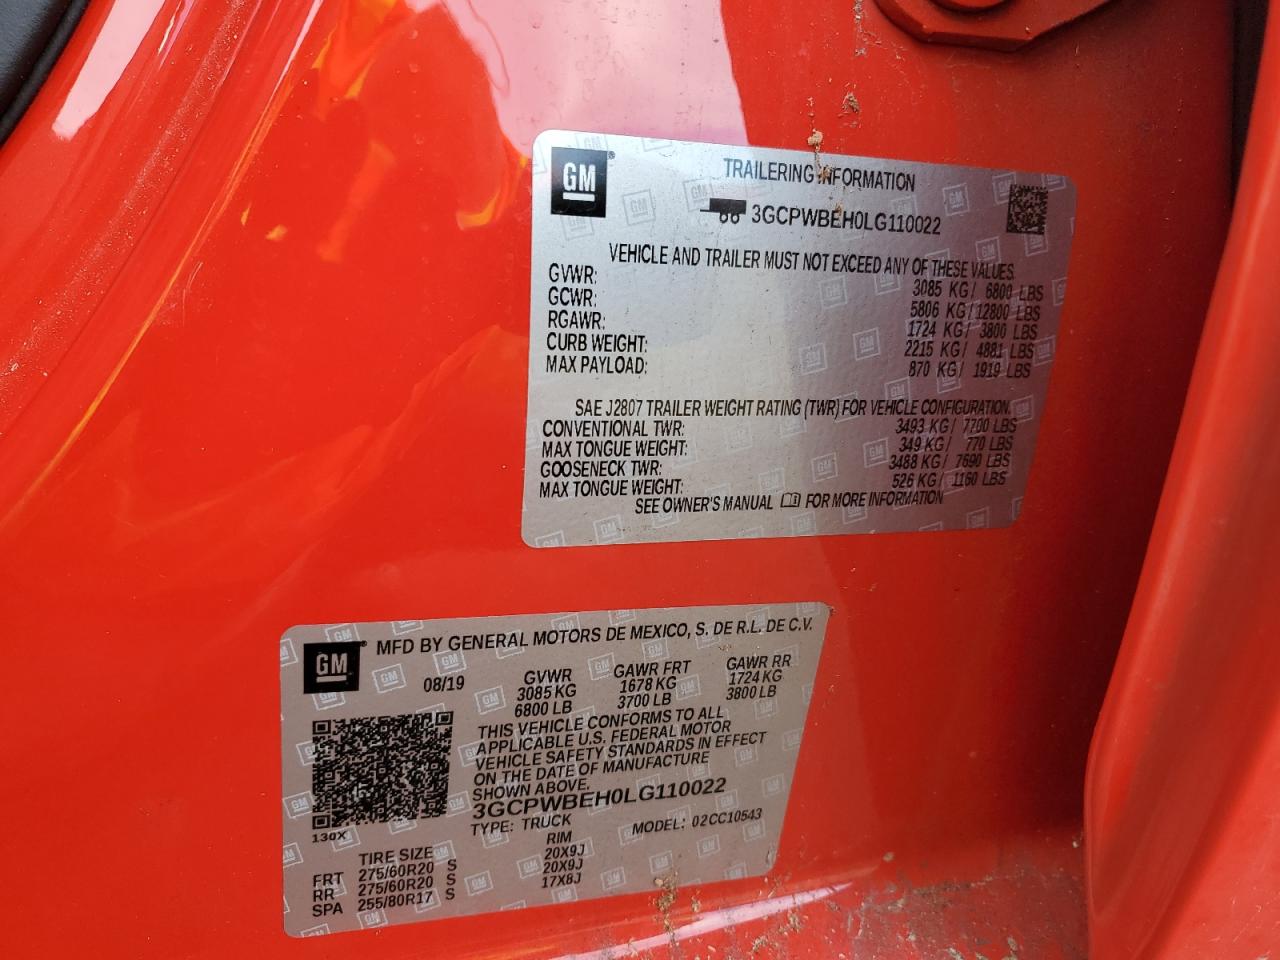 GM
TRAILERING INFORMATION
3GCPWBEH0LG110022
VEHICLE AND TRAILER MUST NOT EXCEED ANY OF THESE VALUES.
GVWR: 3085 KG/ 6800 LBS
GCWR: 5806 KG/12800 LBS
RGAWR: 1724 KG/ 3800 LBS
CURB WEIGHT: 2215 KG/ 4881 LBS
MAX PAYLOAD: 870 KG/ 1919 LBS
SAE J2807 TRAILER WEIGHT RATING (TWR) FOR VEHICLE CONFIGURATION.
CONVENTIONAL TWR: 3493 KG/ 7700 LBS
MAX TONGUE WEIGHT: 349 KG/ 770 LBS
GOOSENECK TWR: 3488 KG/ 7690 LBS
MAX TONGUE WEIGHT: 526 KG/ 1160 LBS
SEE OWNER'S MANUAL FOR MORE INFORMATION
GM
MFD BY GENERAL MOTORS DE MEXICO, S. DE R.L. DE C.V.
08/19 GVWR GAWR FRT GAWR RR
3085 KG 1678 KG 1724 KG
6800 LB 3700 LB 3800 LB
THIS VEHICLE CONFORMS TO ALL
APPLICABLE U.S. FEDERAL MOTOR
VEHICLE SAFETY STANDARDS IN EFFECT
ON THE DATE OF MANUFACTURE
SHOWN ABOVE.
3GCPWBEH0LG110022
TYPE: TRUCK MODEL: 02CC10543
130X
TIRE SIZE RIM
FRT 275/60R20 S 20X9J
RR 275/60R20 S 20X9J
SPA 255/80R17 S 17X8J